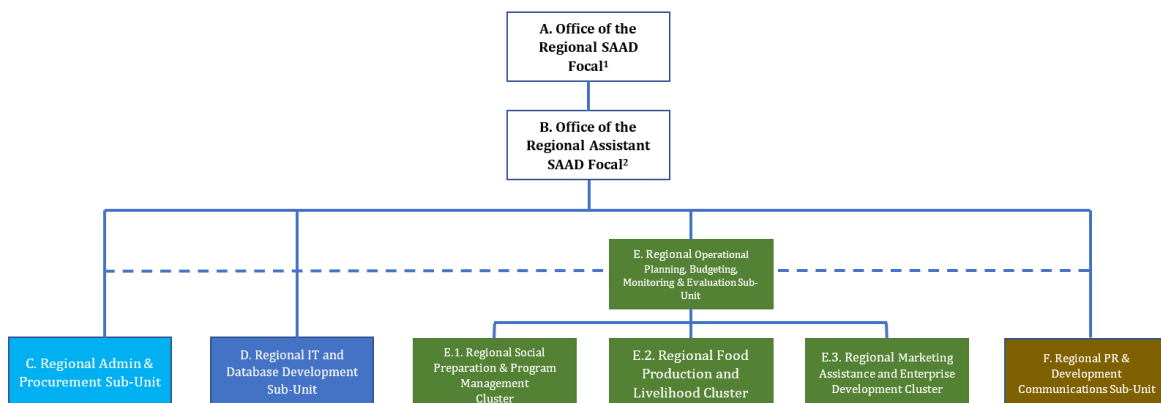 A. Office of the
Regional SAAD
Focal¹
B. Office of the
Regional Assistant
SAAD Focal²
E. Regional Operational
Planning, Budgeting,
Monitoring & Evaluation Sub-
Unit
C. Regional Admin &
Procurement Sub-Unit
D. Regional IT and
Database Development
Sub-Unit
E.1. Regional Social
Preparation & Program
Management
Cluster
E.2. Regional Food
Production and
Livelihood Cluster
E.3. Regional Marketing
Assistance and Enterprise
Development Cluster
F. Regional PR &
Development
Communications Sub-Unit